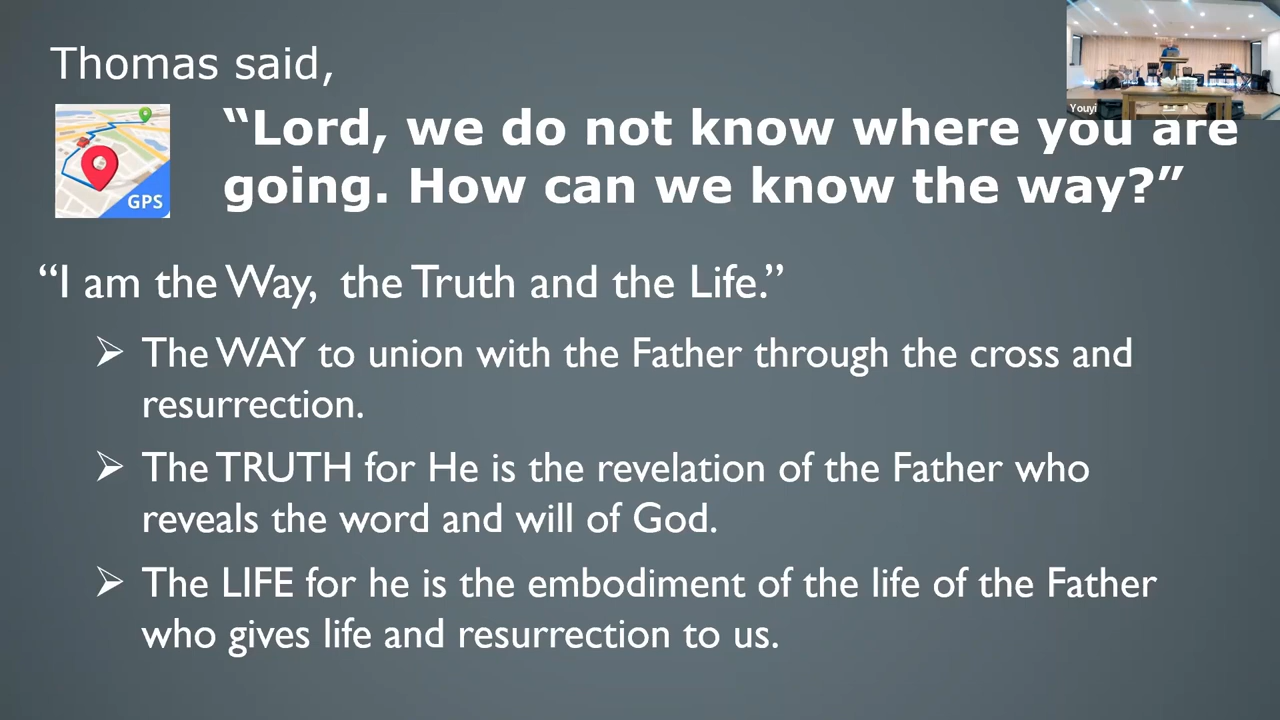 Thomas said,
Youyi
“Lord, we do not know where you are
going. How can we know the way?”
GPS
“I am the Way,  the Truth and the Life.”
➢ The WAY to union with the Father through the cross and
resurrection.
➢ The TRUTH for He is the revelation of the Father who
reveals the word and will of God.
➢ The LIFE for he is the embodiment of the life of the Father
who gives life and resurrection to us.